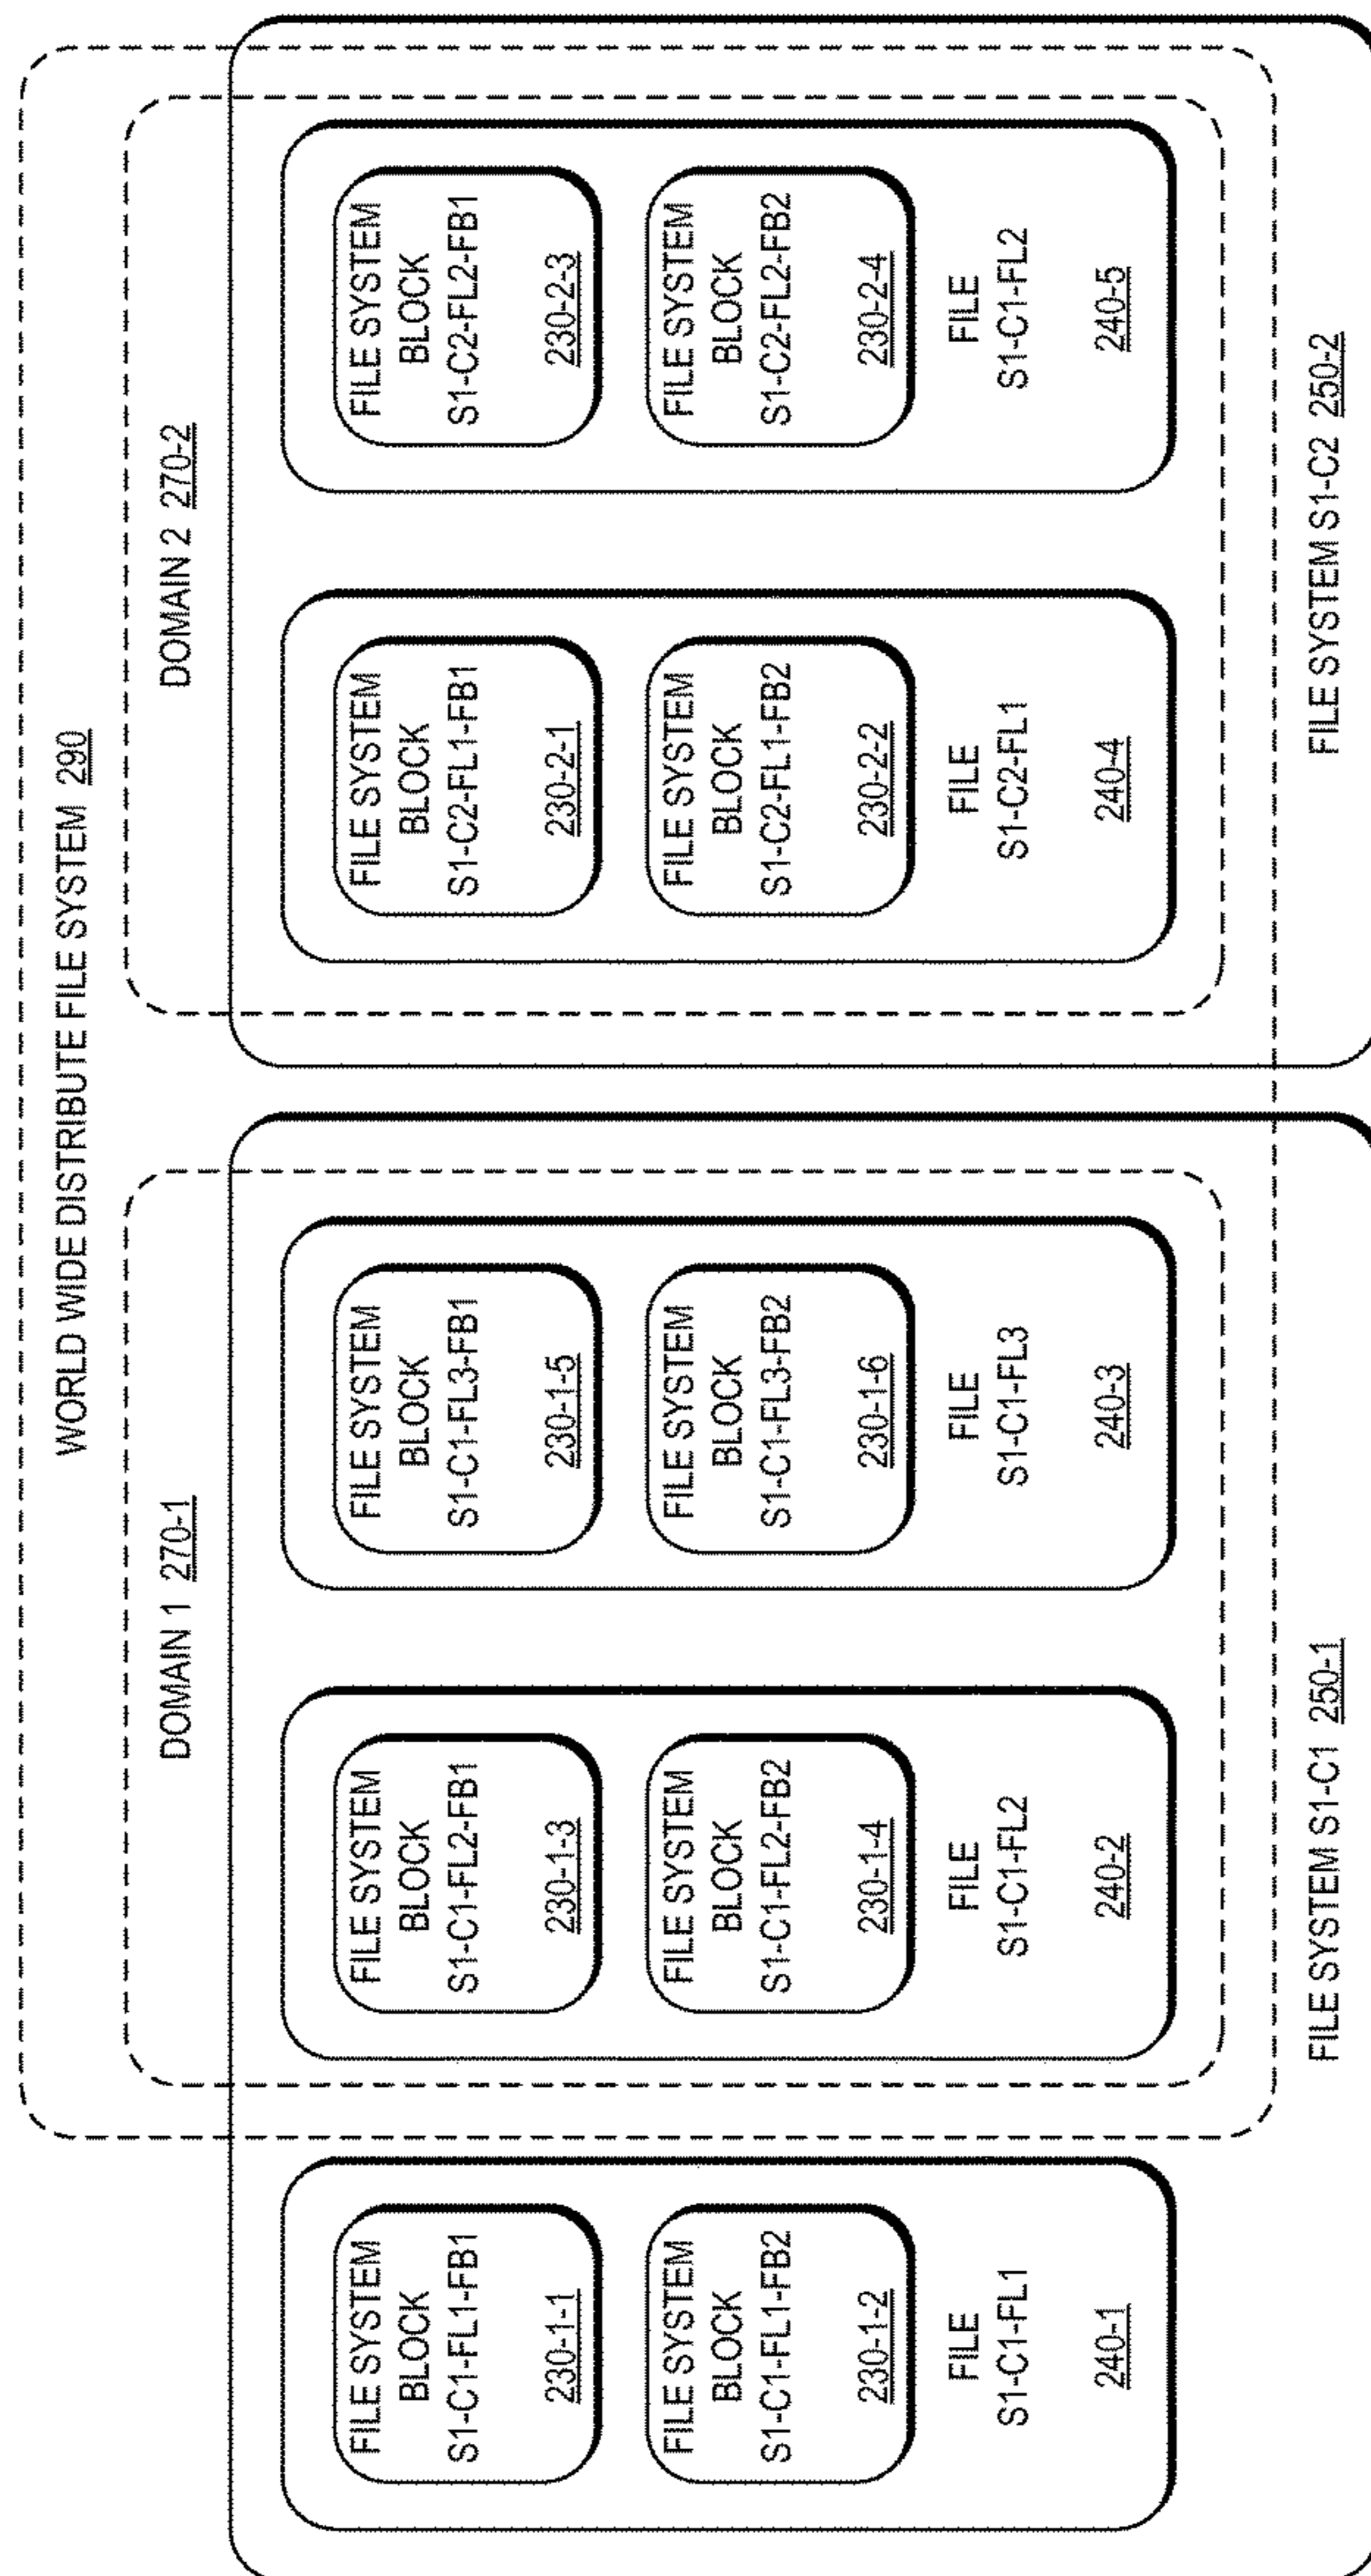 WORLD WIDE DISTRIBUTE FILE SYSTEM 290
DOMAIN 1 270-1
DOMAIN 2 270-2
FILE SYSTEM
BLOCK
S1-C1-FL1-FB1
230-1-1
FILE SYSTEM
BLOCK
S1-C1-FL1-FB2
230-1-2
FILE
S1-C1-FL1
240-1
FILE SYSTEM
BLOCK
S1-C1-FL2-FB1
230-1-3
FILE SYSTEM
BLOCK
S1-C1-FL2-FB2
230-1-4
FILE
S1-C1-FL2
240-2
FILE SYSTEM
BLOCK
S1-C1-FL3-FB1
230-1-5
FILE SYSTEM
BLOCK
S1-C1-FL3-FB2
230-1-6
FILE
S1-C1-FL3
240-3
FILE SYSTEM
BLOCK
S1-C2-FL1-FB1
230-2-1
FILE SYSTEM
BLOCK
S1-C2-FL1-FB2
230-2-2
FILE
S1-C2-FL1
240-4
FILE SYSTEM
BLOCK
S1-C2-FL2-FB1
230-2-3
FILE SYSTEM
BLOCK
S1-C2-FL2-FB2
230-2-4
FILE
S1-C1-FL2
240-5
FILE SYSTEM S1-C1 250-1
FILE SYSTEM S1-C2 250-2